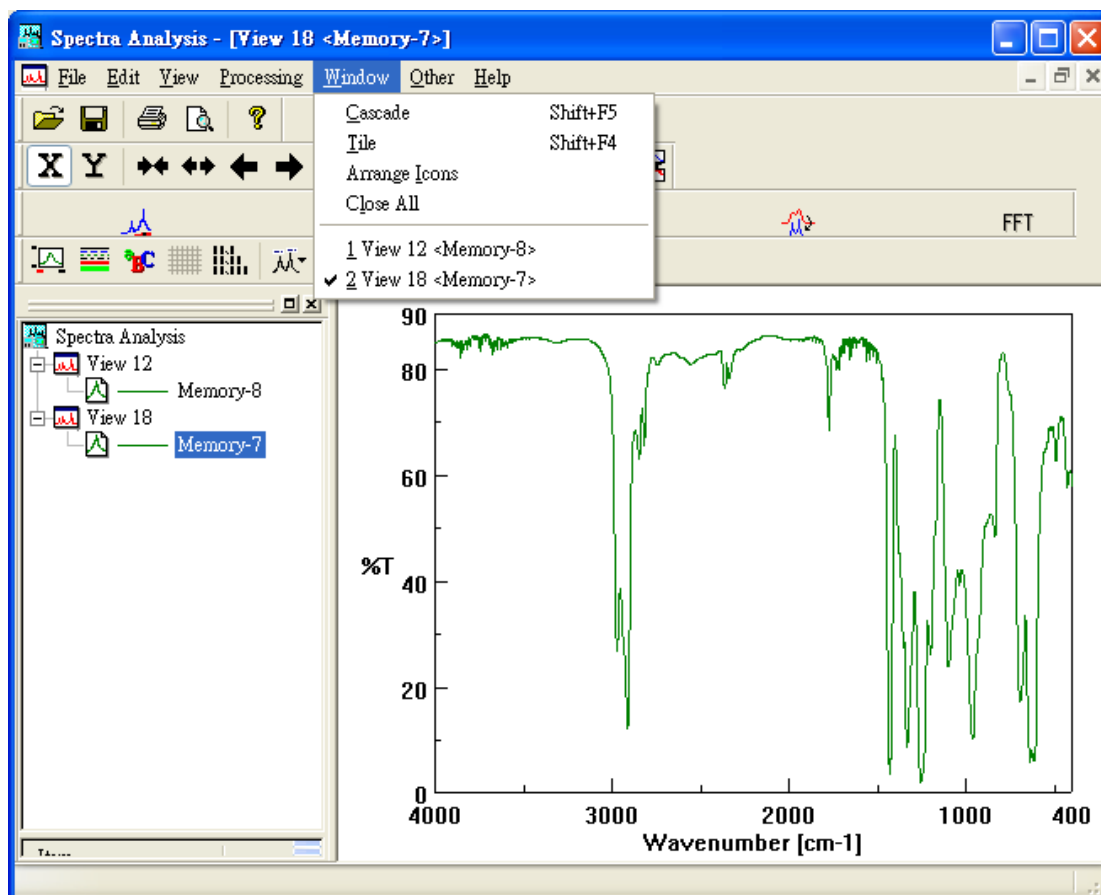 Spectra Analysis - [View 18 <Memory-7>]
File Edit View Processing Window Other Help
Cascade Shift+F5
Tile Shift+F4
Arrange Icons
Close All
1 View 12 <Memory-8>
✓ 2 View 18 <Memory-7>
X Y
FFT
aBC
Spectra Analysis
View 12
Memory-8
View 18
Memory-7
90
80
60
%T
40
20
0
4000 3000 2000 1000 400
Wavenumber [cm-1]